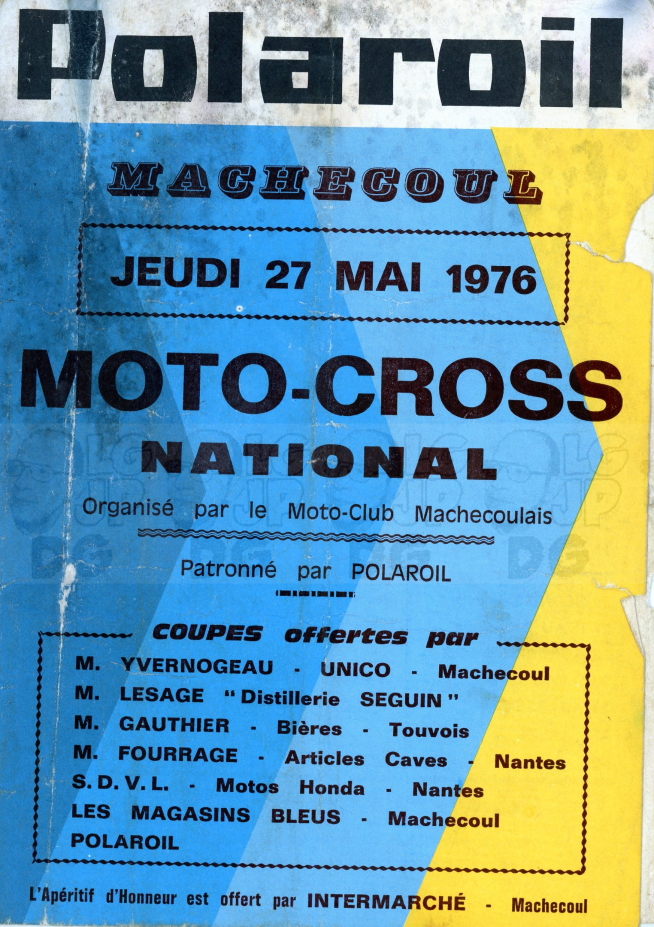 Polaroil
MACHECOUL
JEUDI 27 MAI 1976
MOTO-CROSS
NATIONAL
Organisé par le Moto-Club Machecoulais
Patronné par POLAROIL
COUPES offertes par
M. YVERNOGEAU - UNICO - Machecoul
M. LESAGE "Distillerie SEGUIN"
M. GAUTHIER - Bières - Touvois
M. FOURRAGE - Articles Caves - Nantes
S.D.V.L. - Motos Honda - Nantes
LES MAGASINS BLEUS - Machecoul
POLAROIL
L'Apéritif d'Honneur est offert par INTERMARCHÉ - Machecoul